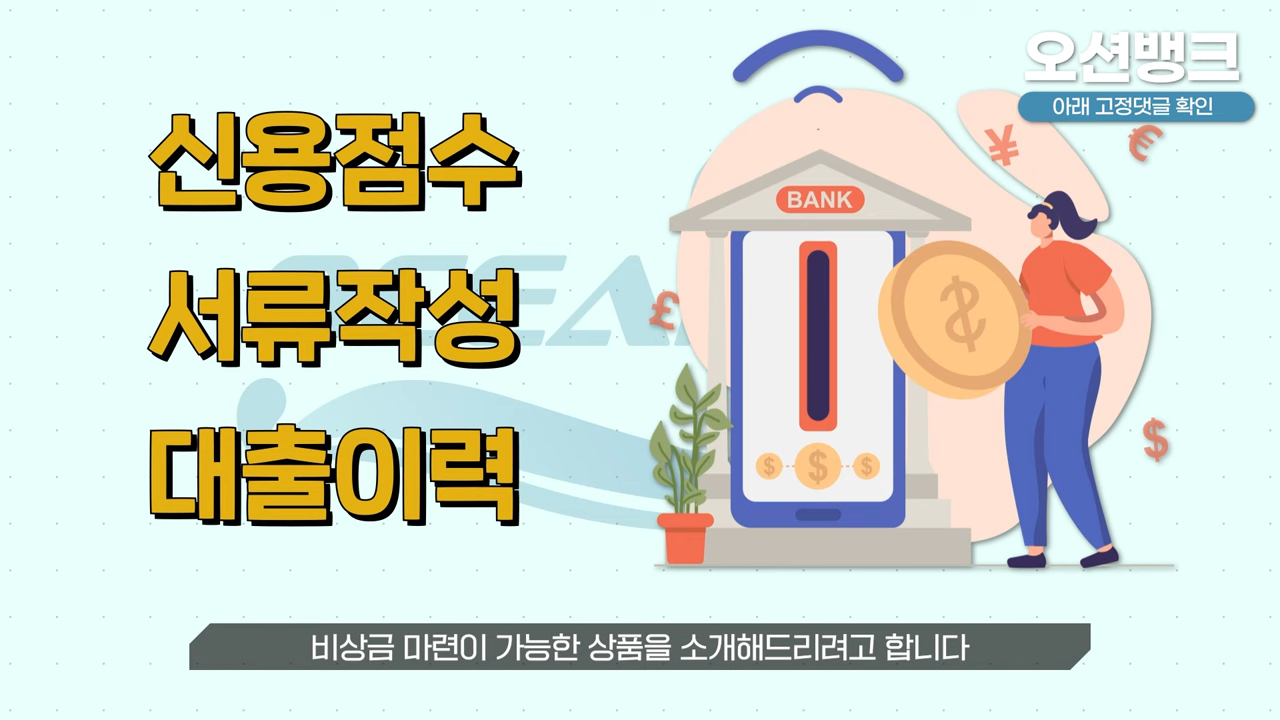 오션뱅크
아래 고정댓글 확인
신용점수
서류작성
대출이력
BANK
비상금 마련이 가능한 상품을 소개해드리려고 합니다